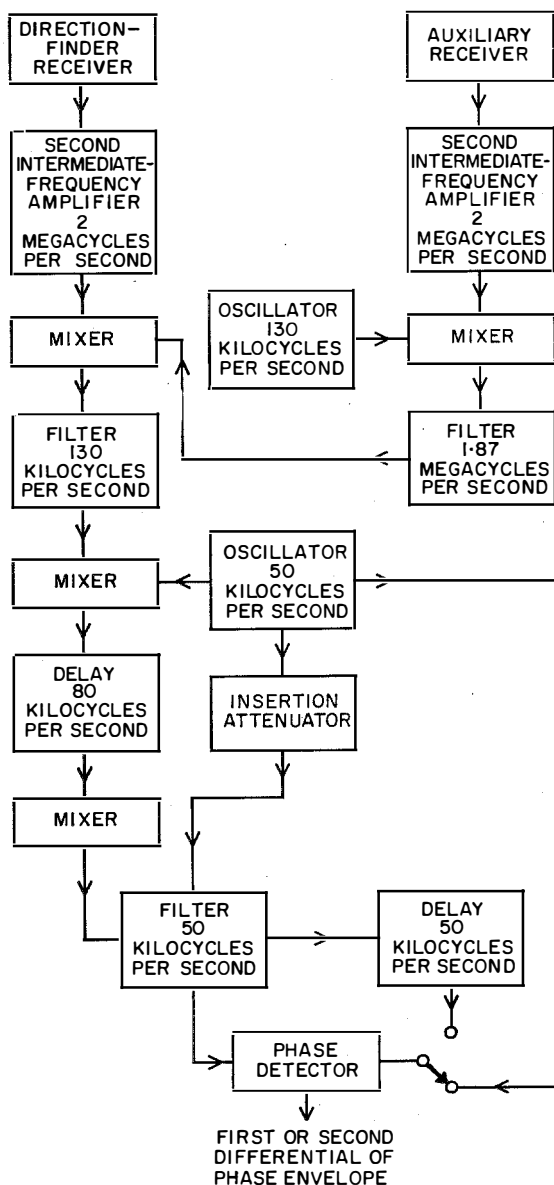 DIRECTION-
FINDER
RECEIVER
AUXILIARY
RECEIVER
SECOND
INTERMEDIATE-
FREQUENCY
AMPLIFIER
2
MEGACYCLES
PER SECOND
SECOND
INTERMEDIATE-
FREQUENCY
AMPLIFIER
2
MEGACYCLES
PER SECOND
MIXER
OSCILLATOR
130
KILOCYCLES
PER SECOND
MIXER
FILTER
130
KILOCYCLES
PER SECOND
FILTER
1·87
MEGACYCLES
PER SECOND
MIXER
OSCILLATOR
50
KILOCYCLES
PER SECOND
DELAY
80
KILOCYCLES
PER SECOND
INSERTION
ATTENUATOR
MIXER
FILTER
50
KILOCYCLES
PER SECOND
DELAY
50
KILOCYCLES
PER SECOND
PHASE
DETECTOR
FIRST OR SECOND
DIFFERENTIAL OF
PHASE ENVELOPE